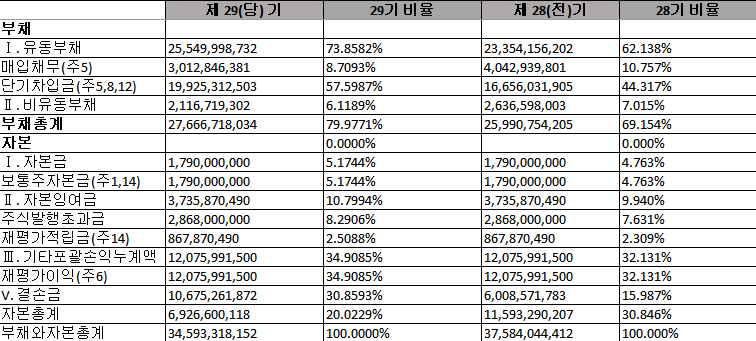 제 29(당) 기 29기 비율 제 28(전) 기 28기 비율
부채
Ⅰ.유동부채 25,549,998,732 73.8582% 23,354,156,202 62.138%
매입채무(주5) 3,012,846,381 8.7093% 4,042,939,801 10.757%
단기차입금(주5,8,12) 19,925,312,503 57.5987% 16,656,031,905 44.317%
Ⅱ.비유동부채 2,116,719,302 6.1189% 2,636,598,003 7.015%
부채총계 27,666,718,034 79.9771% 25,990,754,205 69.154%
자본 0.0000% 0.000%
Ⅰ.자본금 1,790,000,000 5.1744% 1,790,000,000 4.763%
보통주자본금(주1,14) 1,790,000,000 5.1744% 1,790,000,000 4.763%
Ⅱ.자본잉여금 3,735,870,490 10.7994% 3,735,870,490 9.940%
주식발행초과금 2,868,000,000 8.2906% 2,868,000,000 7.631%
재평가적립금(주14) 867,870,490 2.5088% 867,870,490 2.309%
Ⅲ.기타포괄손익누계액 12,075,991,500 34.9085% 12,075,991,500 32.131%
재평가이익(주6) 12,075,991,500 34.9085% 12,075,991,500 32.131%
V.결손금 10,675,261,872 30.8593% 6,008,571,783 15.987%
자본총계 6,926,600,118 20.0229% 11,593,290,207 30.846%
부채와자본총계 34,593,318,152 100.0000% 37,584,044,412 100.000%